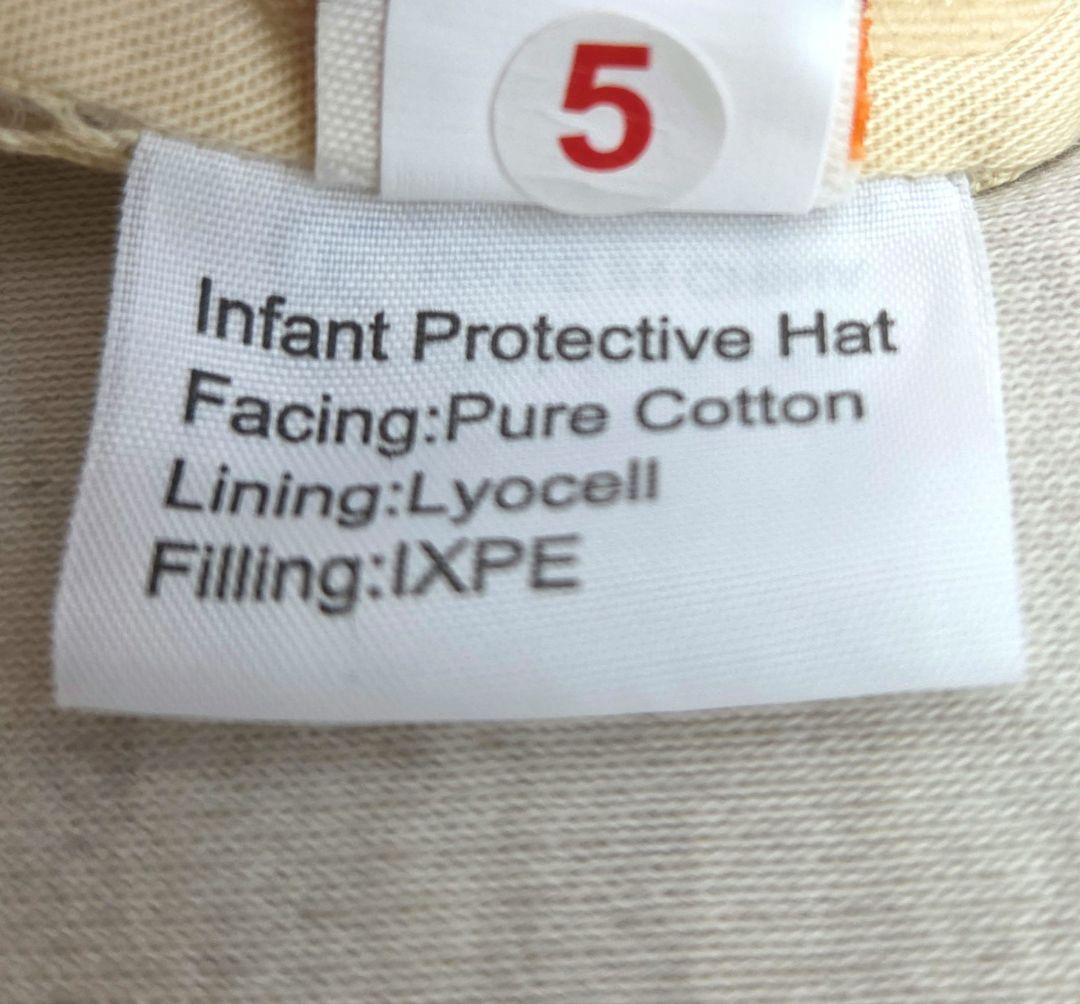 5
Infant Protective Hat
Facing:Pure Cotton
Lining:Lyocell
Filling:IXPE